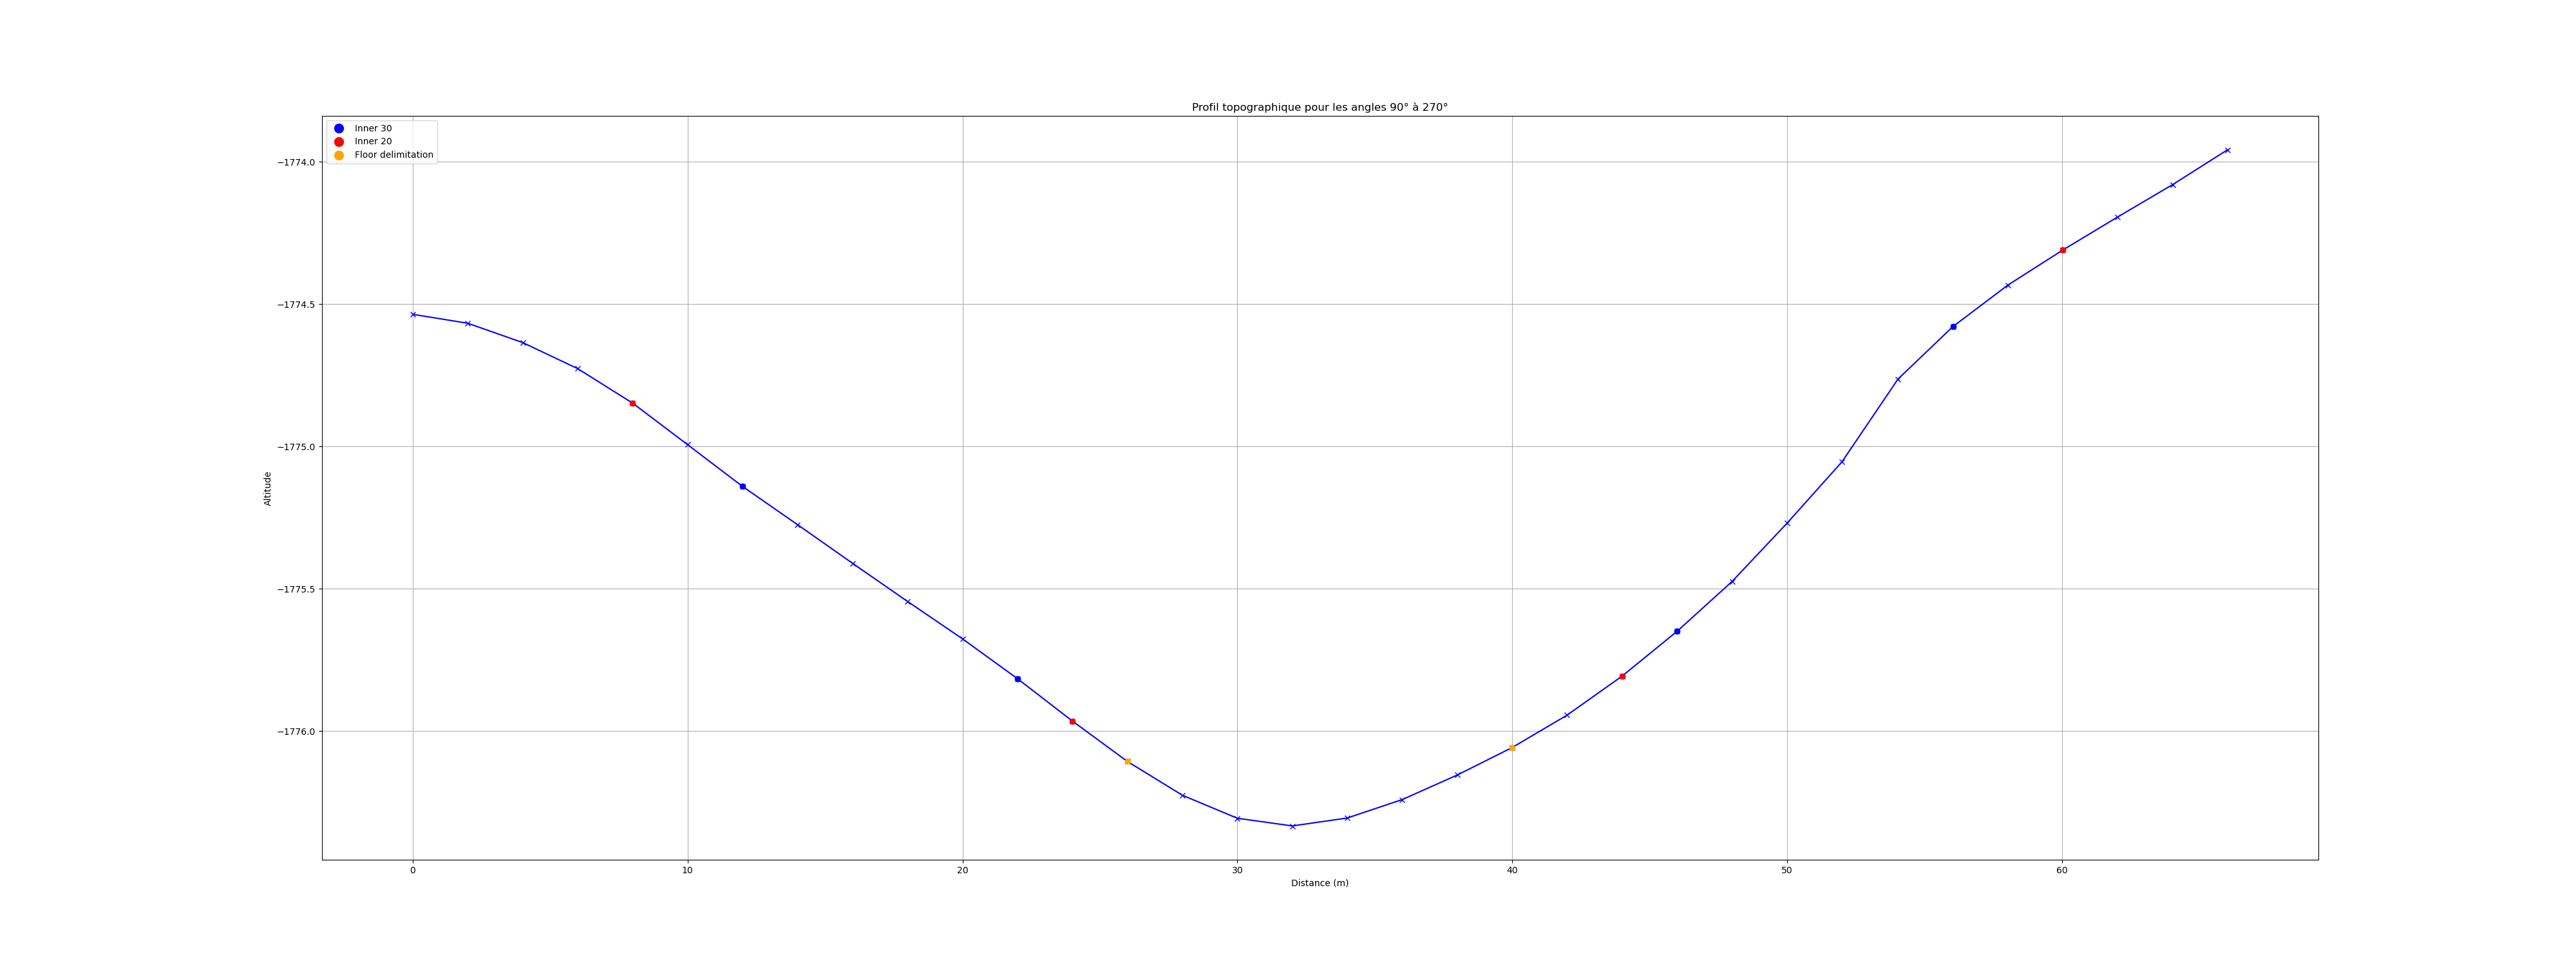 Profil topographique pour les angles 90° à 270°
Inner 30
Inner 20
Floor delimitation
−1774.0
−1774.5
−1775.0
−1775.5
−1776.0
Altitude
0 10 20 30 40 50 60
Distance (m)